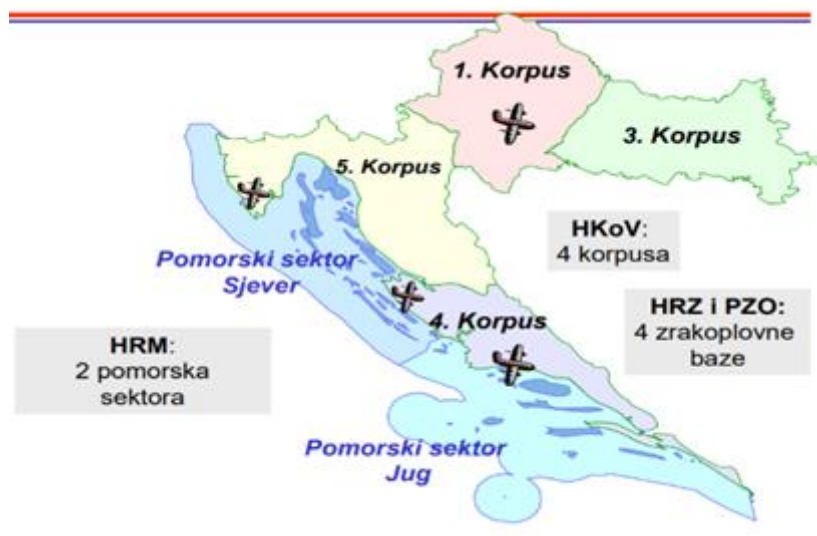 1. Korpus
3. Korpus
5. Korpus
HKoV:
4 korpusa
Pomorski sektor
Sjever
HRZ i PZO:
4 zrakoplovne
baze
4. Korpus
HRM:
2 pomorska
sektora
Pomorski sektor
Jug